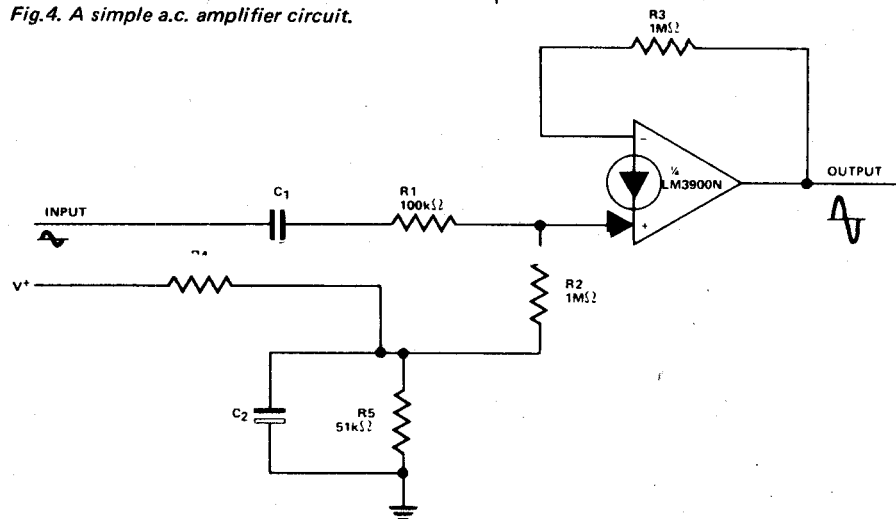 Fig.4. A simple a.c. amplifier circuit.
R3
1MΩ
−
¼
LM3900N
+
OUTPUT
C1
R1
100kΩ
INPUT
V+
R2
1MΩ
C2
R5
51kΩ